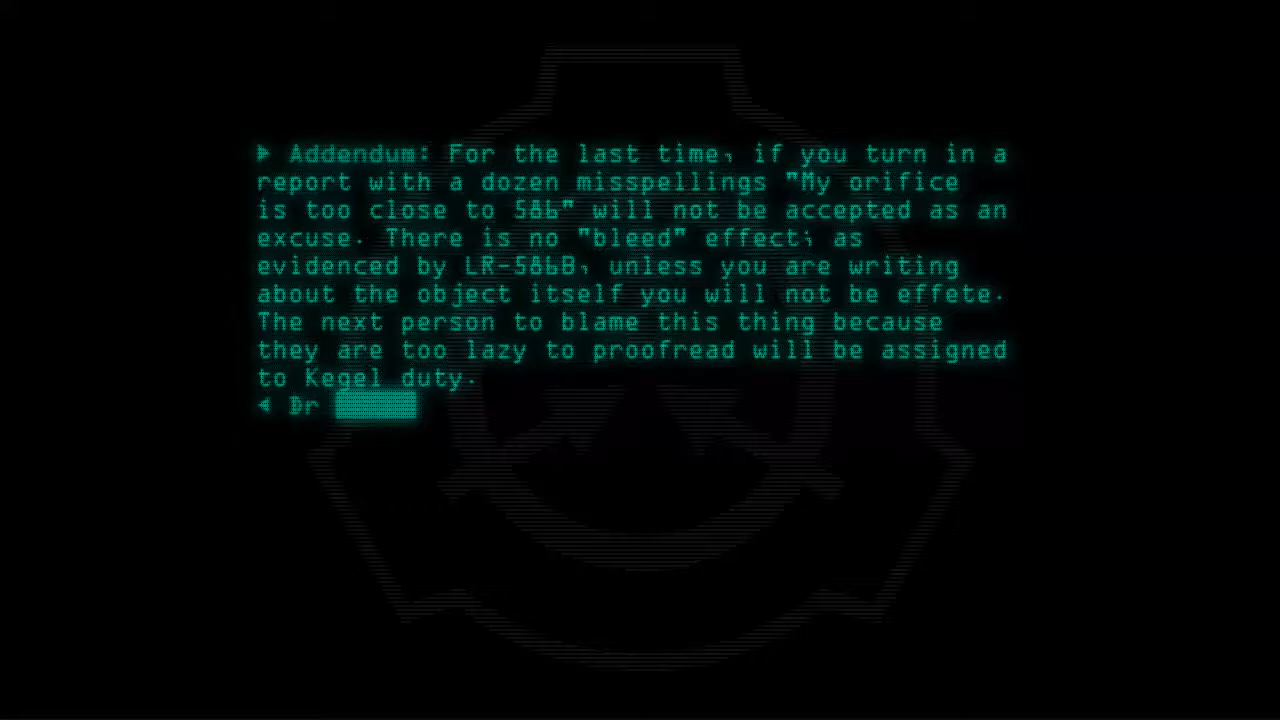 ▶ Addendum: For the last time, if you turn in a
report with a dozen misspellings "My orifice
is too close to 586" will not be accepted as an
excuse. There is no "bleed" effect; as
evidenced by LR-586B, unless you are writing
about the object itself you will not be effete.
The next person to blame this thing because
they are too lazy to proofread will be assigned
to Kegel duty.
◀ Dr